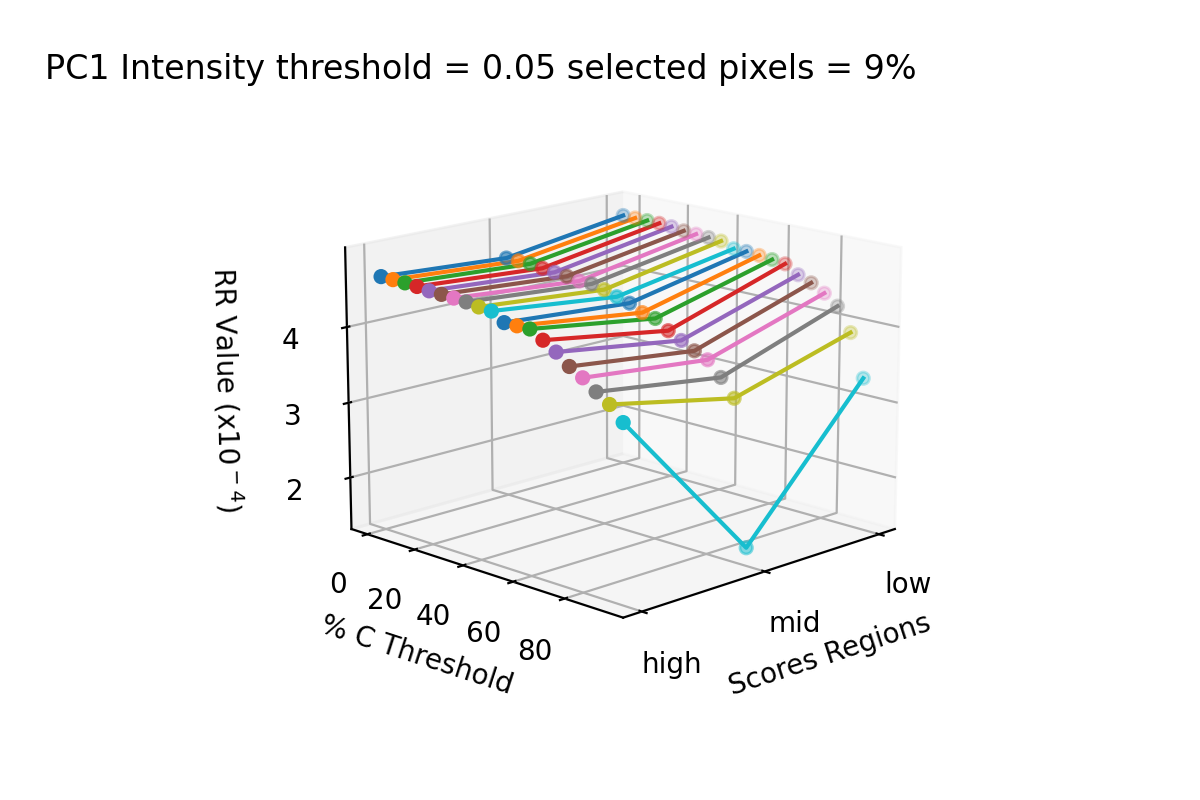 PC1 Intensity threshold = 0.05 selected pixels = 9%
RR Value (x10⁻⁴)
4
3
2
0
20
40
60
80
% C Threshold
high
mid
low
Scores Regions